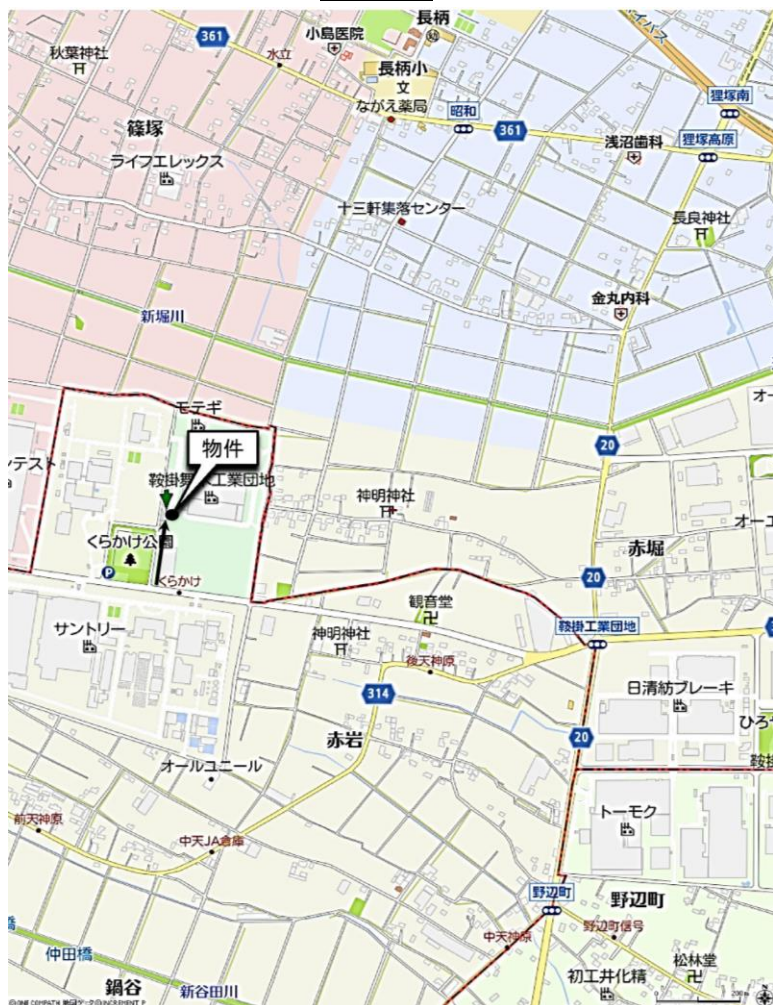 361
小島医院
長柄
秋葉神社
水立
長柄小
文
ながえ薬局
昭和
361
狸塚南
狸塚高原
浅沼歯科
篠塚
ライフエレックス
十三軒集落センター
長良神社
金丸内科
新堀川
モテギ
物件
20
神明神社
赤堀
くらかけ公園
P
くらかけ
20
サントリー
観音堂
神明神社
鞍掛工業団地
後天神原
314
日清紡ブレーキ
赤岩
20
オールユニール
トーモク
前天神原
中天JA倉庫
野辺町
野辺町
仲田橋
中天神原
野辺町信号
松林堂
鍋谷
新谷田川
初工井化精